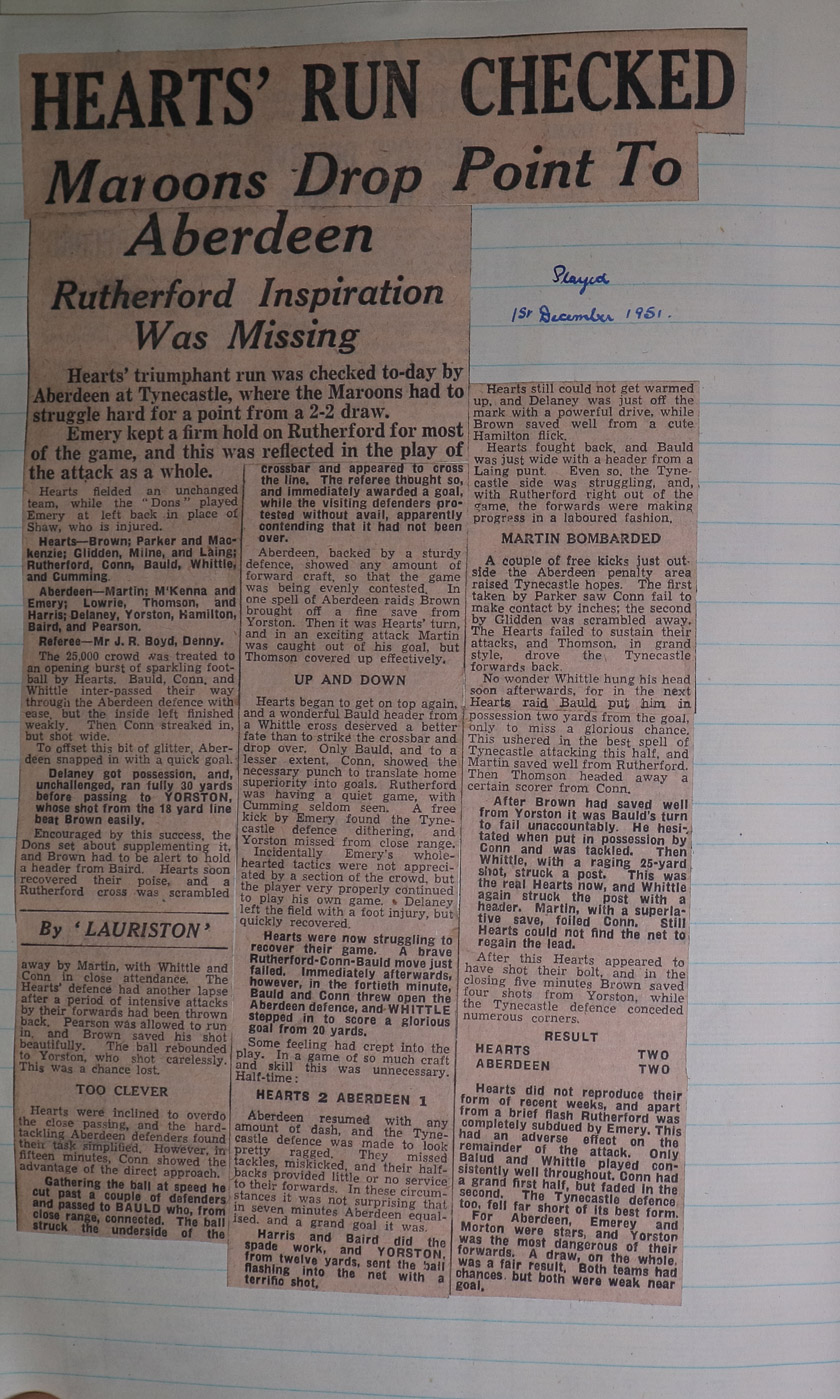 HEARTS' RUN CHECKED
Maroons Drop Point To
Aberdeen
Rutherford Inspiration
Was Missing
Played
1st December 1951.
Hearts' triumphant run was checked to-day by
Aberdeen at Tynecastle, where the Maroons had to
struggle hard for a point from a 2-2 draw.
Emery kept a firm hold on Rutherford for most
of the game, and this was reflected in the play of
the attack as a whole.
Hearts fielded an unchanged
team, while the "Dons" played
Emery at left back in place of
Shaw, who is injured.
Hearts—Brown; Parker and Mac-
kenzie; Glidden, Milne, and Laing;
Rutherford, Conn, Bauld, Whittle,
and Cumming.
Aberdeen—Martin; M'Kenna and
Emery; Lowrie, Thomson, and
Harris; Delaney, Yorston, Hamilton,
Baird, and Pearson.
Referee—Mr J. R. Boyd, Denny.
The 25,000 crowd was treated to
an opening burst of sparkling foot-
ball by Hearts. Bauld, Conn, and
Whittle inter-passed their way
through the Aberdeen defence with
ease, but the inside left finished
weakly. Then Conn streaked in,
but shot wide.
To offset this bit of glitter, Aber-
deen snapped in with a quick goal.
Delaney got possession, and,
unchallenged, ran fully 30 yards
before passing to YORSTON,
whose shot from the 18 yard line
beat Brown easily.
Encouraged by this success, the
Dons set about supplementing it,
and Brown had to be alert to hold
a header from Baird. Hearts soon
recovered their poise, and a
Rutherford cross was scrambled
By 'LAURISTON'
away by Martin, with Whittle and
Conn in close attendance. The
Hearts' defence had another lapse
after a period of intensive attacks
by their forwards had been thrown
back. Pearson was allowed to run
in, and Brown saved his shot
beautifully. The ball rebounded
to Yorston, who shot carelessly.
This was a chance lost.
TOO CLEVER
Hearts were inclined to overdo
the close passing, and the hard-
tackling Aberdeen defenders found
their task simplified. However, in
fifteen minutes, Conn showed the
advantage of the direct approach.
Gathering the ball at speed he
cut past a couple of defenders
and passed to BAULD who, from
close range, connected. The ball
struck the underside of the
crossbar and appeared to cross
the line. The referee thought so,
and immediately awarded a goal,
while the visiting defenders pro-
tested without avail, apparently
contending that it had not been
over.
Aberdeen, backed by a sturdy
defence, showed any amount of
forward craft, so that the game
was being evenly contested. In
one spell of Aberdeen raids Brown
brought off a fine save from
Yorston. Then it was Hearts' turn,
and in an exciting attack Martin
was caught out of his goal, but
Thomson covered up effectively.
UP AND DOWN
Hearts began to get on top again,
and a wonderful Bauld header from
a Whittle cross deserved a better
fate than to strike the crossbar and
drop over. Only Bauld, and to a
lesser extent, Conn, showed the
necessary punch to translate home
superiority into goals. Rutherford
was having a quiet game, with
Cumming seldom seen. A free
kick by Emery found the Tyne-
castle defence dithering, and
Yorston missed from close range.
Incidentally Emery's whole-
hearted tactics were not appreci-
ated by a section of the crowd, but
the player very properly continued
to play his own game. Delaney
left the field with a foot injury, but
quickly recovered.
Hearts were now struggling to
recover their game. A brave
Rutherford-Conn-Bauld move just
failed. Immediately afterwards,
however, in the fortieth minute,
Bauld and Conn threw open the
Aberdeen defence, and WHITTLE
stepped in to score a glorious
goal from 20 yards.
Some feeling had crept into the
play. In a game of so much craft
and skill this was unnecessary.
Half-time:
HEARTS 2 ABERDEEN 1
Aberdeen resumed with any
amount of dash, and the Tyne-
castle defence was made to look
pretty ragged. They missed
tackles, miskicked, and their half-
backs provided little or no service
to their forwards. In these circum-
stances it was not surprising that
in seven minutes Aberdeen equal-
ised, and a grand goal it was.
Harris and Baird did the
spade work, and YORSTON,
from twelve yards, sent the ball
flashing into the net with a
terrific shot.
Hearts still could not get warmed
up, and Delaney was just off the
mark with a powerful drive, while
Brown saved well from a cute
Hamilton flick.
Hearts fought back, and Bauld
was just wide with a header from a
Laing punt. Even so, the Tyne-
castle side was struggling, and,
with Rutherford right out of the
game, the forwards were making
progress in a laboured fashion.
MARTIN BOMBARDED
A couple of free kicks just out-
side the Aberdeen penalty area
raised Tynecastle hopes. The first
taken by Parker saw Conn fail to
make contact by inches; the second
by Glidden was scrambled away.
The Hearts failed to sustain their
attacks, and Thomson, in grand
style, drove the Tynecastle
forwards back.
No wonder Whittle hung his head
soon afterwards, for in the next
Hearts raid Bauld put him in
possession two yards from the goal,
only to miss a glorious chance.
This ushered in the best spell of
Tynecastle attacking this half, and
Martin saved well from Rutherford.
Then Thomson headed away a
certain scorer from Conn.
After Brown had saved well
from Yorston it was Bauld's turn
to fail unaccountably. He hesi-
tated when put in possession by
Conn and was tackled. Then
Whittle, with a raging 25-yard
shot, struck a post. This was
the real Hearts now, and Whittle
again struck the post with a
header. Martin, with a superla-
tive save, foiled Conn. Still
Hearts could not find the net to
regain the lead.
After this Hearts appeared to
have shot their bolt, and in the
closing five minutes Brown saved
four shots from Yorston, while
the Tynecastle defence conceded
numerous corners.
RESULT
HEARTS TWO
ABERDEEN TWO
Hearts did not reproduce their
form of recent weeks, and apart
from a brief flash Rutherford was
completely subdued by Emery. This
had an adverse effect on the
remainder of the attack. Only
Balud and Whittle played con-
sistently well throughout. Conn had
a grand first half, but faded in the
second. The Tynecastle defence,
too, fell far short of its best form.
For Aberdeen, Emerey and
Morton were stars, and Yorston
was the most dangerous of their
forwards. A draw, on the whole,
was a fair result. Both teams had
chances, but both were weak near
goal.